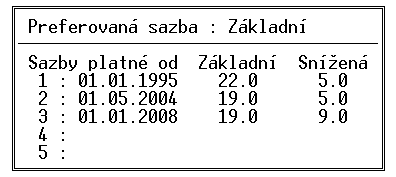 Preferovaná sazba : Základní
Sazby platné od  Základní  Snížená
1 : 01.01.1995    22.0      5.0
2 : 01.05.2004    19.0      5.0
3 : 01.01.2008    19.0      9.0
4 :
5 :